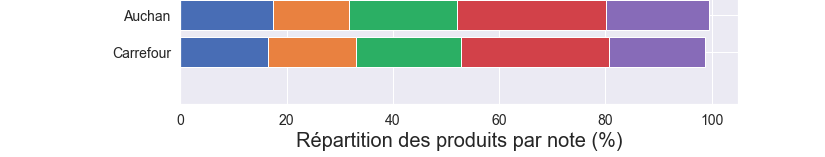 Auchan
Carrefour
0 20 40 60 80 100
Répartition des produits par note (%)